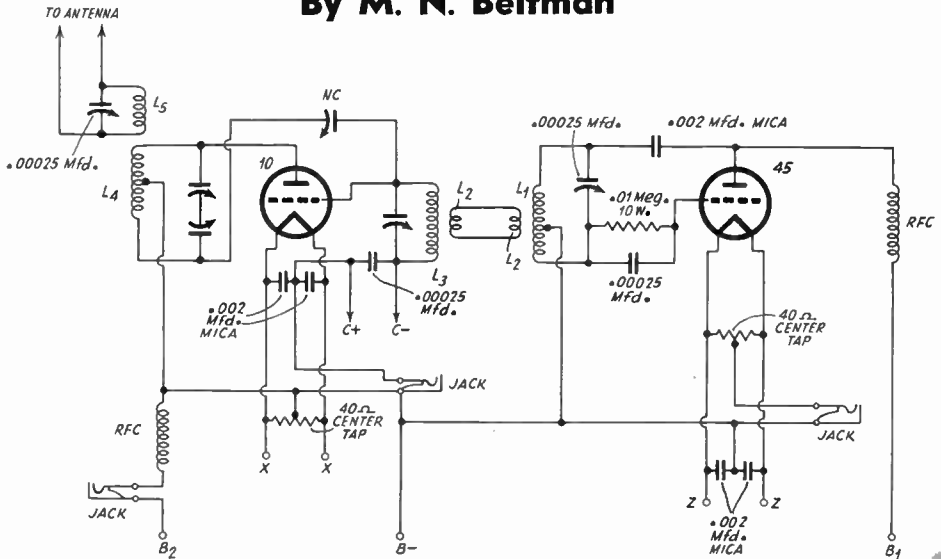 By M. N. Beitman
TO ANTENNA
L5
.00025 Mfd.
NC
10
L4
.002
Mfd.
MICA
C+
C-
L3
.00025
Mfd.
L2
L2
L1
.00025 Mfd.
.002 Mfd. MICA
45
.01 Meg.
10 W.
.00025
Mfd.
RFC
40Ω
CENTER
TAP
JACK
RFC
40Ω
CENTER
TAP
JACK
X
X
JACK
Z
Z
.002
Mfd.
MICA
B2
B-
B1